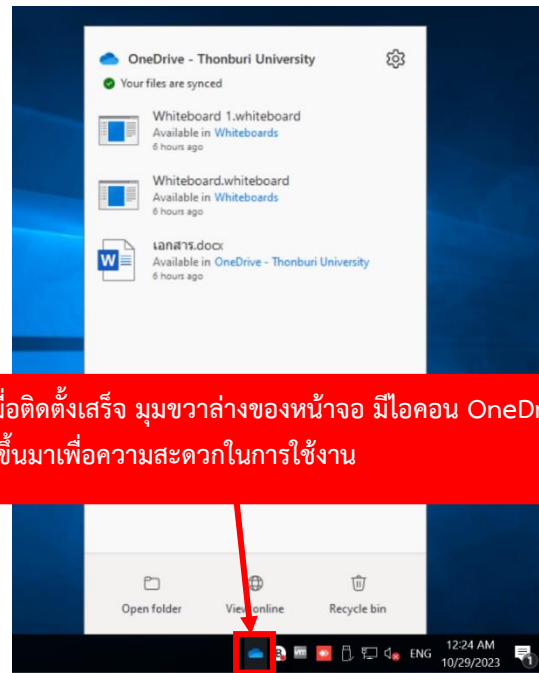 OneDrive - Thonburi University
Your files are synced
Whiteboard 1.whiteboard
Available in Whiteboards
6 hours ago
Whiteboard.whiteboard
Available in Whiteboards
6 hours ago
เอกสาร.docx
Available in OneDrive - Thonburi University
6 hours ago
ติดตั้งเสร็จ มุมขวาล่างของหน้าจอ มีไอคอน
ขึ้นมาเพื่อความสะดวกในการใช้งาน
Open folder
View online
Recycle bin
ENG
12:24 AM
10/29/2023
1